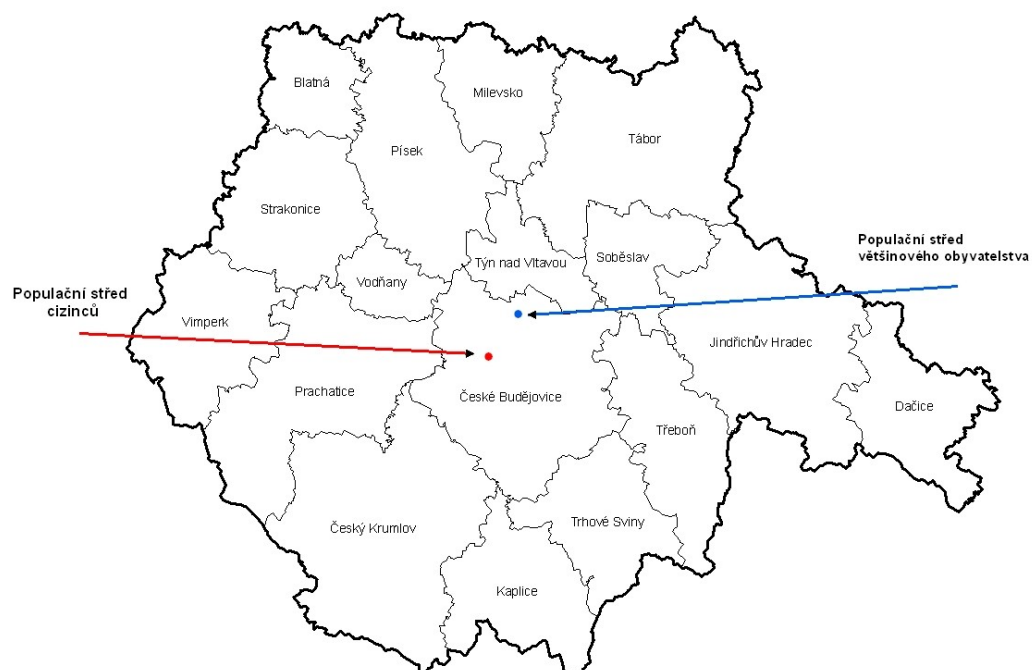 Blatná
Milevsko
Písek
Tábor
Strakonice
Populační střed
většinového obyvatelstva
Týn nad Vltavou
Soběslav
Vodňany
Populační střed
cizinců
Vimperk
Jindřichův Hradec
Prachatice
České Budějovice
Dačice
Třeboň
Český Krumlov
Trhové Sviny
Kaplice